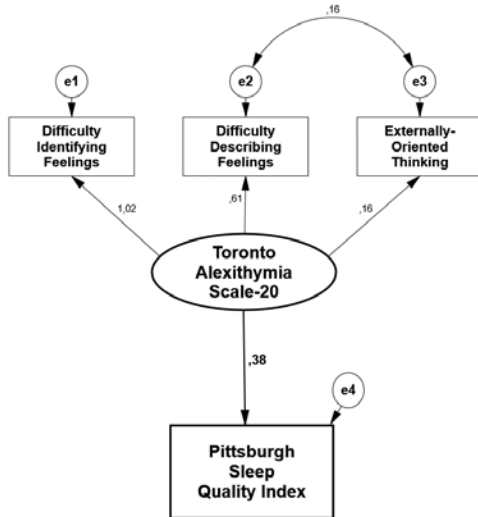 ,16
e1
e2
e3
Difficulty
Identifying
Feelings
Difficulty
Describing
Feelings
Externally-
Oriented
Thinking
1,02
,61
,16
Toronto
Alexithymia
Scale-20
,38
e4
Pittsburgh
Sleep
Quality Index